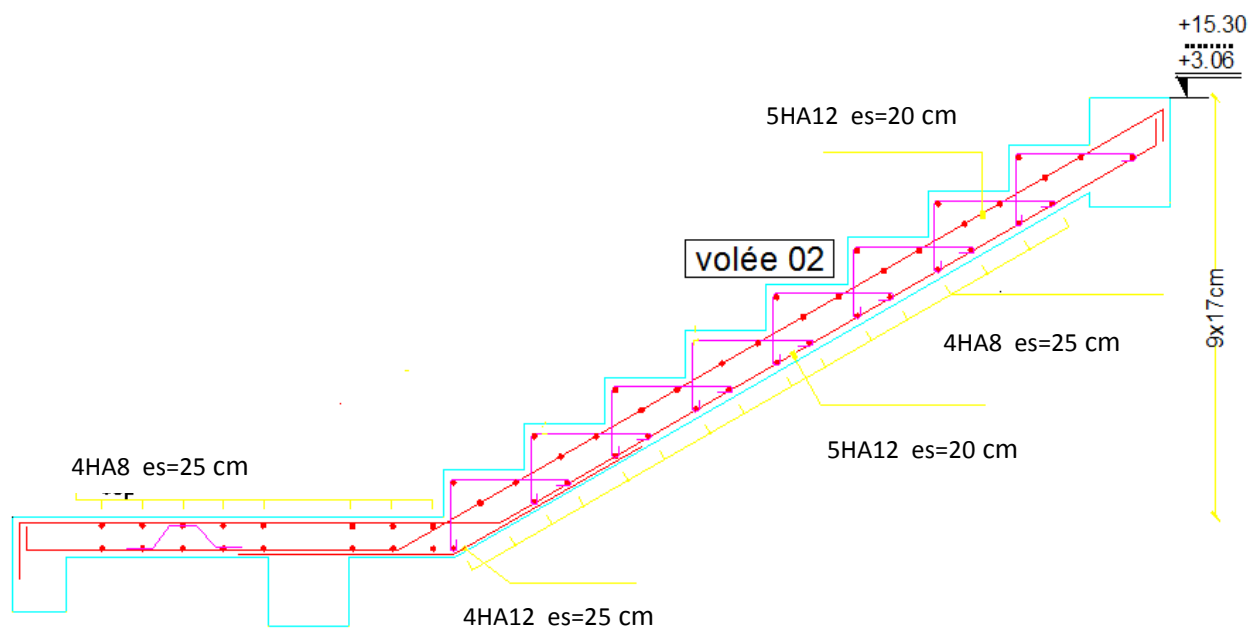 +15.30
+3.06
5HA12 es=20 cm
volée 02
9x17cm
4HA8 es=25 cm
5HA12 es=20 cm
4HA8 es=25 cm
4HA12 es=25 cm